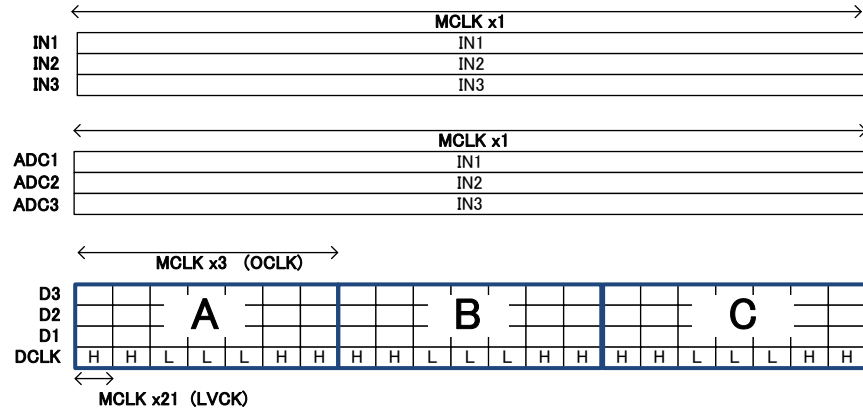 MCLK x1
IN1 IN1
IN2 IN2
IN3 IN3
MCLK x1
ADC1 IN1
ADC2 IN2
ADC3 IN3
MCLK x3 (OCLK)
D3
D2 A B C
D1
DCLK H H L L L H H H H L L L H H H H L L L H H
MCLK x21 (LVCK)